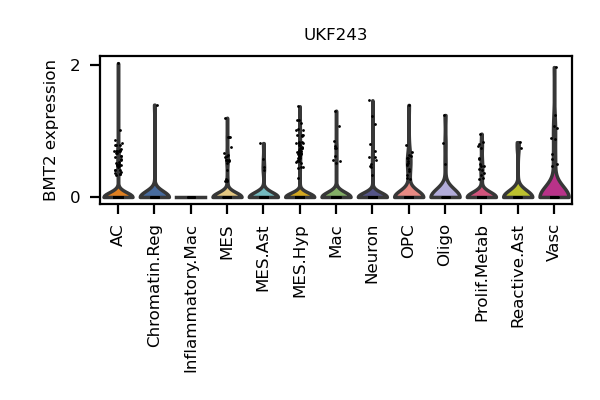 UKF243
BMT2 expression
2
0
AC
Chromatin.Reg
Inflammatory.Mac
MES
MES.Ast
MES.Hyp
Mac
Neuron
OPC
Oligo
Prolif.Metab
Reactive.Ast
Vasc